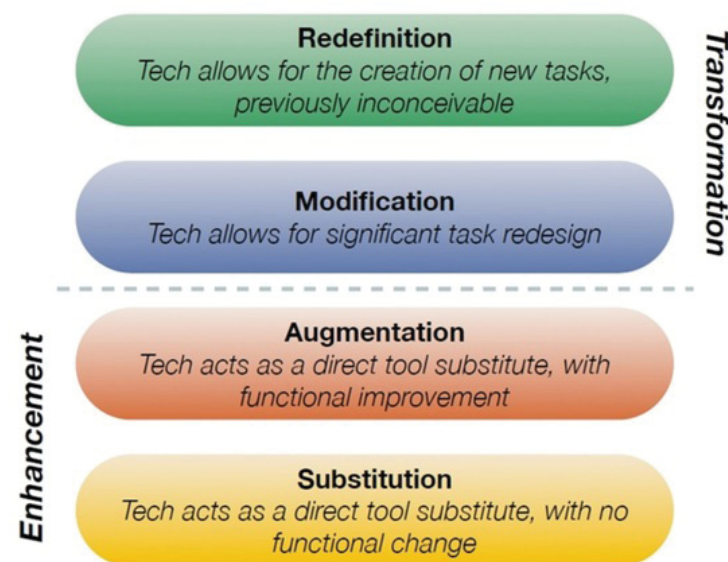 Redefinition
Tech allows for the creation of new tasks,
previously inconceivable
Transformation
Modification
Tech allows for significant task redesign
Augmentation
Tech acts as a direct tool substitute, with
functional improvement
Enhancement
Substitution
Tech acts as a direct tool substitute, with no
functional change